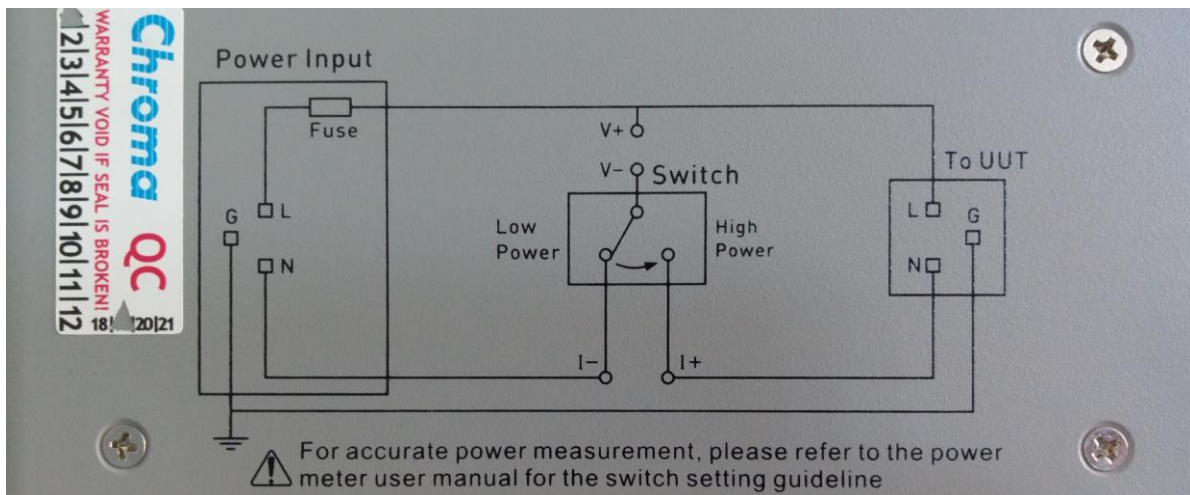 Chroma QC
WARRANTY VOID IF SEAL IS BROKEN!
2|3|4|5|6|7|8|9|10|11|12
18| |20|21
Power Input
Fuse
G
L
N
V+
V-
Switch
Low
Power
High
Power
I-
I+
To UUT
L
G
N
For accurate power measurement, please refer to the power
meter user manual for the switch setting guideline